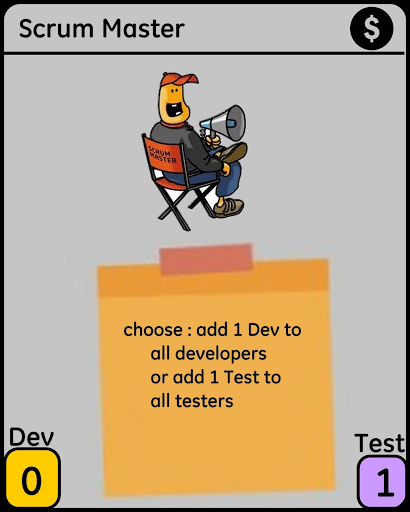 Scrum Master
$
SCRUM
MASTER
choose : add 1 Dev to
all developers
or add 1 Test to
all testers
Dev
0
Test
1